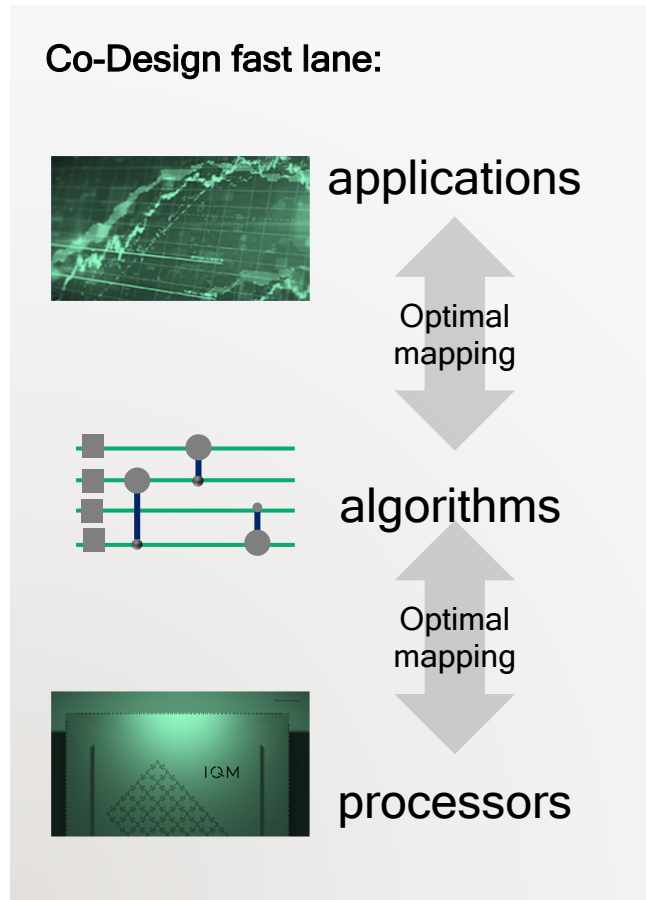 Co-Design fast lane:
applications
Optimal
mapping
algorithms
Optimal
mapping
IQM
processors